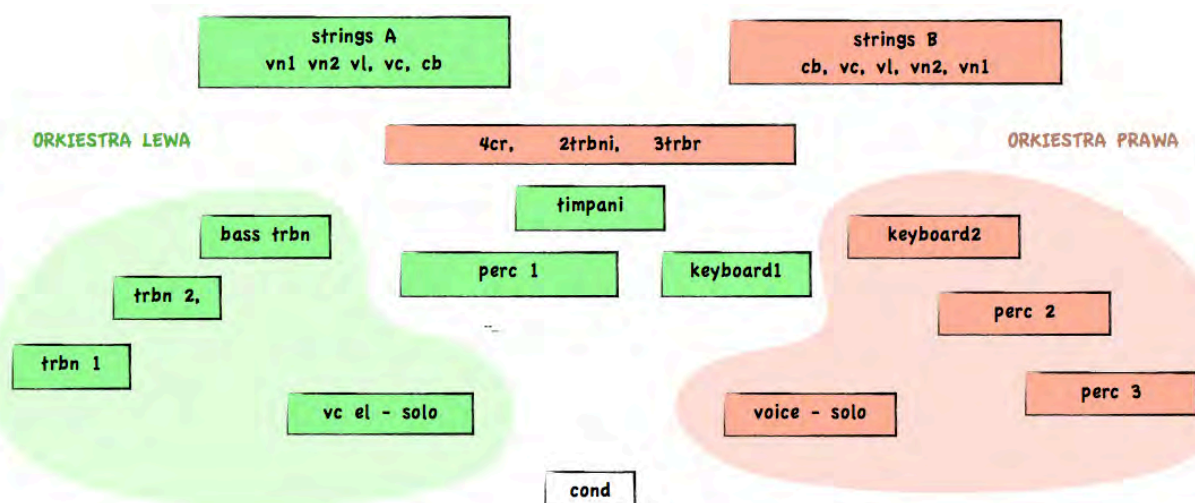 strings A
vn1 vn2 vl, vc, cb
strings B
cb, vc, vl, vn2, vn1
ORKIESTRA LEWA
4cr, 2trbni, 3trbr
ORKIESTRA PRAWA
timpani
bass trbn
keyboard2
perc 1
keyboard1
trbn 2,
perc 2
trbn 1
perc 3
vc el - solo
voice - solo
cond